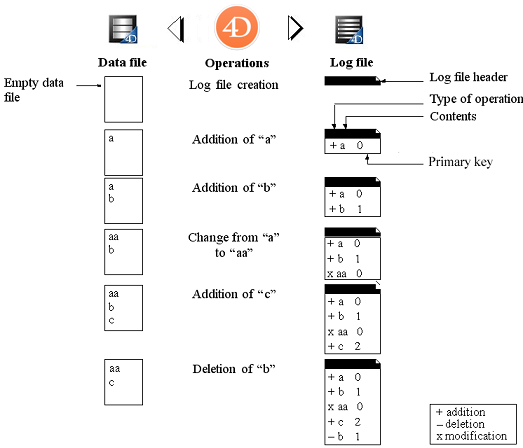 4D
4D
4D
Data file
Operations
Log file
Empty data
file
Log file creation
Log file header
Type of operation
Contents
a
Addition of “a”
+ a 0
Primary key
a
b
Addition of “b”
+ a 0
+ b 1
aa
b
Change from “a”
to “aa”
+ a 0
+ b 1
x aa 0
aa
b
c
Addition of “c”
+ a 0
+ b 1
x aa 0
+ c 2
aa
c
Deletion of “b”
+ a 0
+ b 1
x aa 0
+ c 2
– b 1
+ addition
– deletion
x modification